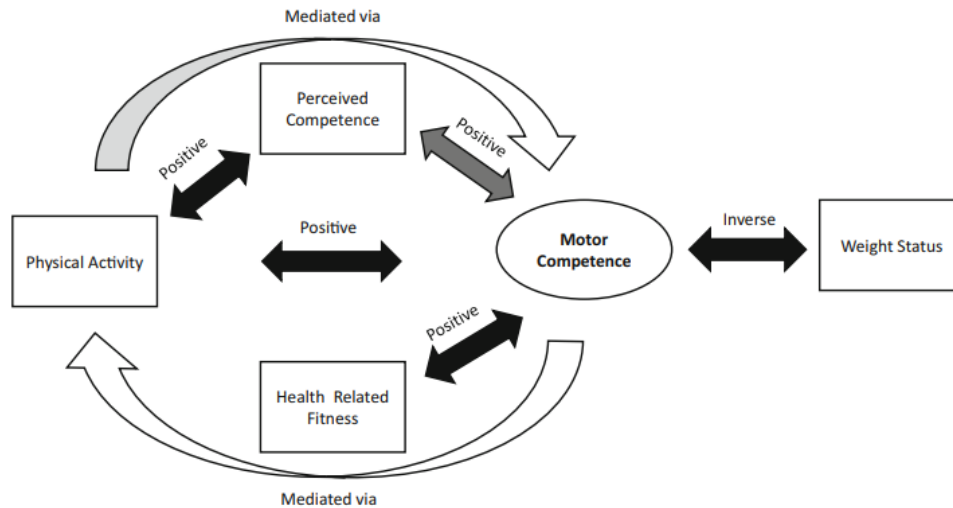 Mediated via
Perceived
Competence
Positive
Positive
Positive
Physical Activity
Motor
Competence
Inverse
Weight Status
Positive
Health Related
Fitness
Mediated via